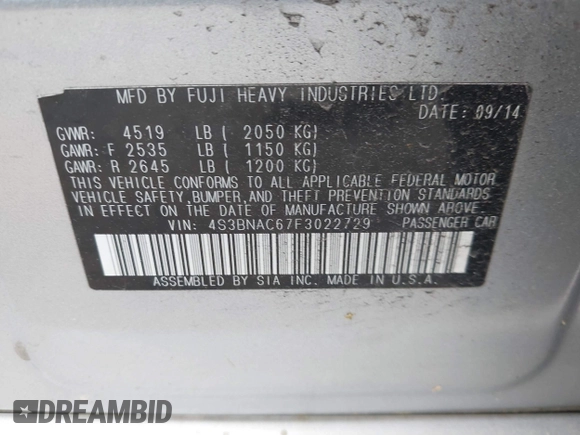 MFD BY FUJI HEAVY INDUSTRIES LTD.
DATE: 09/14
GVWR: 4519 LB ( 2050 KG)
GAWR: F 2535 LB ( 1150 KG)
GAWR: R 2645 LB ( 1200 KG)
THIS VEHICLE CONFORMS TO ALL APPLICABLE FEDERAL MOTOR
VEHICLE SAFETY, BUMPER, AND THEFT PREVENTION STANDARDS
IN EFFECT ON THE DATE OF MANUFACTURE SHOWN ABOVE.
VIN: 4S3BNAC67F3022729 PASSENGER CAR
ASSEMBLED BY SIA INC. MADE IN U.S.A.
DREAMBID